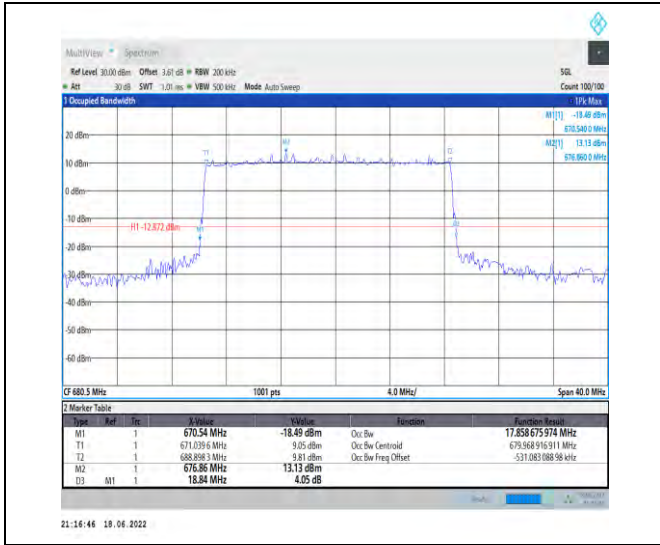 MultiView Spectrum
Ref Level 30.00 dBm Offset 3.61 dB RBW 200 kHz SGL
Att 30 dB SWT 1.01 ms VBW 500 kHz Mode Auto Sweep Count 100/100
1 Occupied Bandwidth 1Pk Max
M1[1] -18.49 dBm
670.540 0 MHz
M2[1] 13.13 dBm
676.860 0 MHz
20 dBm
M2
T1 T2
10 dBm
0 dBm
-10 dBm
H1 -12.872 dBm
M1
-20 dBm
-30 dBm
-40 dBm
-50 dBm
-60 dBm
CF 680.5 MHz 1001 pts 4.0 MHz/ Span 40.0 MHz
2 Marker Table
Type Ref Trc X-Value Y-Value Function Function Result
M1 1 670.54 MHz -18.49 dBm Occ Bw 17.858 675 974 MHz
T1 1 671.039 6 MHz 9.05 dBm Occ Bw Centroid 679.968 916 911 MHz
T2 1 688.898 3 MHz 9.81 dBm Occ Bw Freq Offset -531.083 088 98 kHz
M2 1 676.86 MHz 13.13 dBm
D3 M1 1 18.84 MHz 4.05 dB
21:16:46 18.06.2022